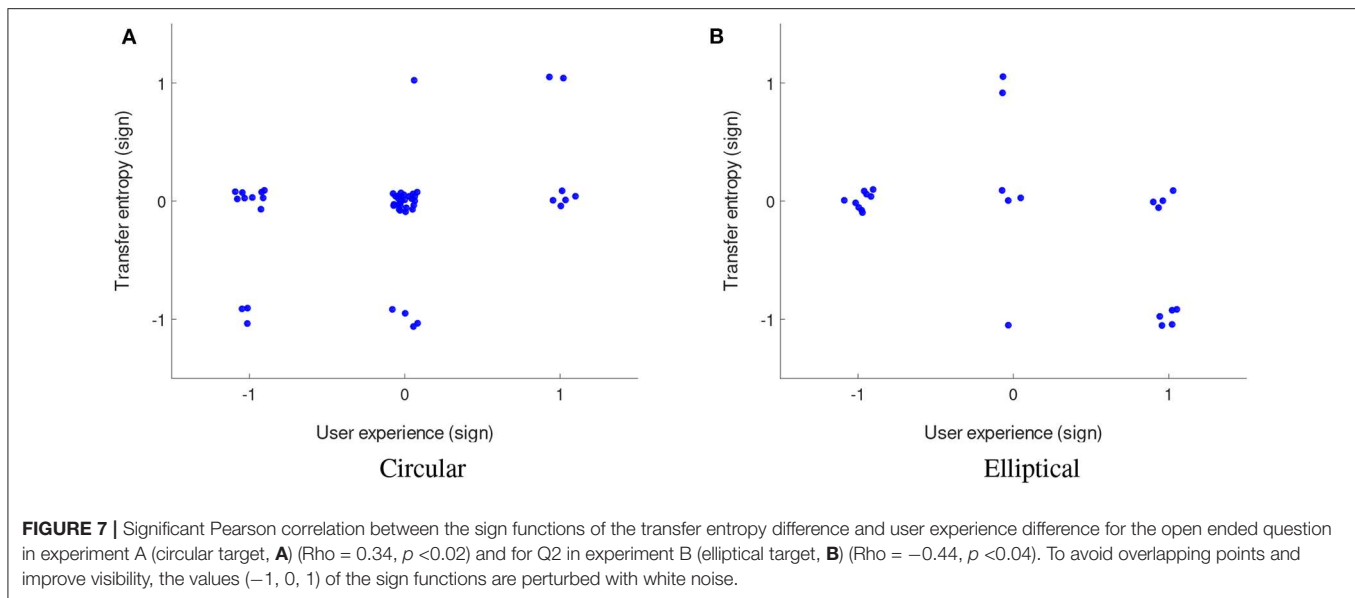 A
B
1
0
-1
Transfer entropy (sign)
-1 0 1
User experience (sign)
Circular
1
0
-1
Transfer entropy (sign)
-1 0 1
User experience (sign)
Elliptical
FIGURE 7 | Significant Pearson correlation between the sign functions of the transfer entropy difference and user experience difference for the open ended question
in experiment A (circular target, A) (Rho = 0.34, p <0.02) and for Q2 in experiment B (elliptical target, B) (Rho = −0.44, p <0.04). To avoid overlapping points and
improve visibility, the values (−1, 0, 1) of the sign functions are perturbed with white noise.